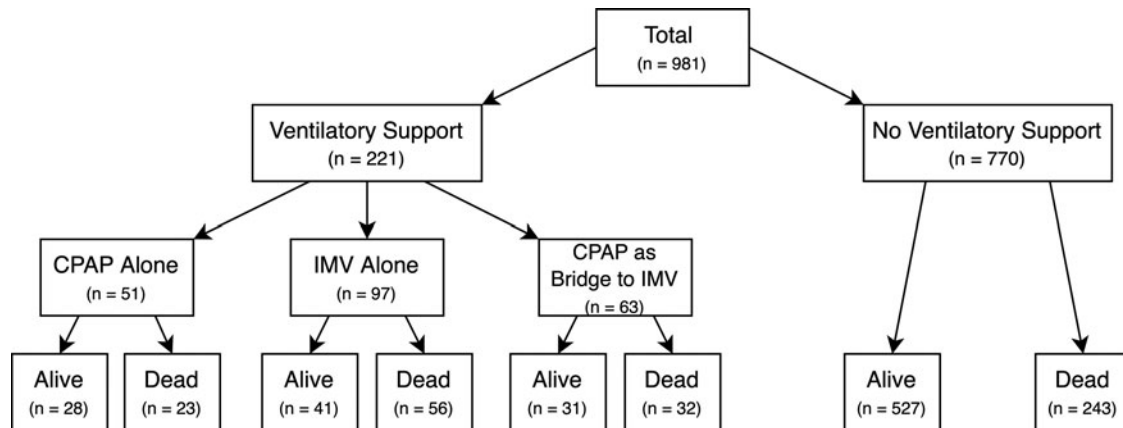 Total
(n = 981)
Ventilatory Support
(n = 221)
No Ventilatory Support
(n = 770)
CPAP Alone
(n = 51)
IMV Alone
(n = 97)
CPAP as
Bridge to IMV
(n = 63)
Alive
(n = 28)
Dead
(n = 23)
Alive
(n = 41)
Dead
(n = 56)
Alive
(n = 31)
Dead
(n = 32)
Alive
(n = 527)
Dead
(n = 243)